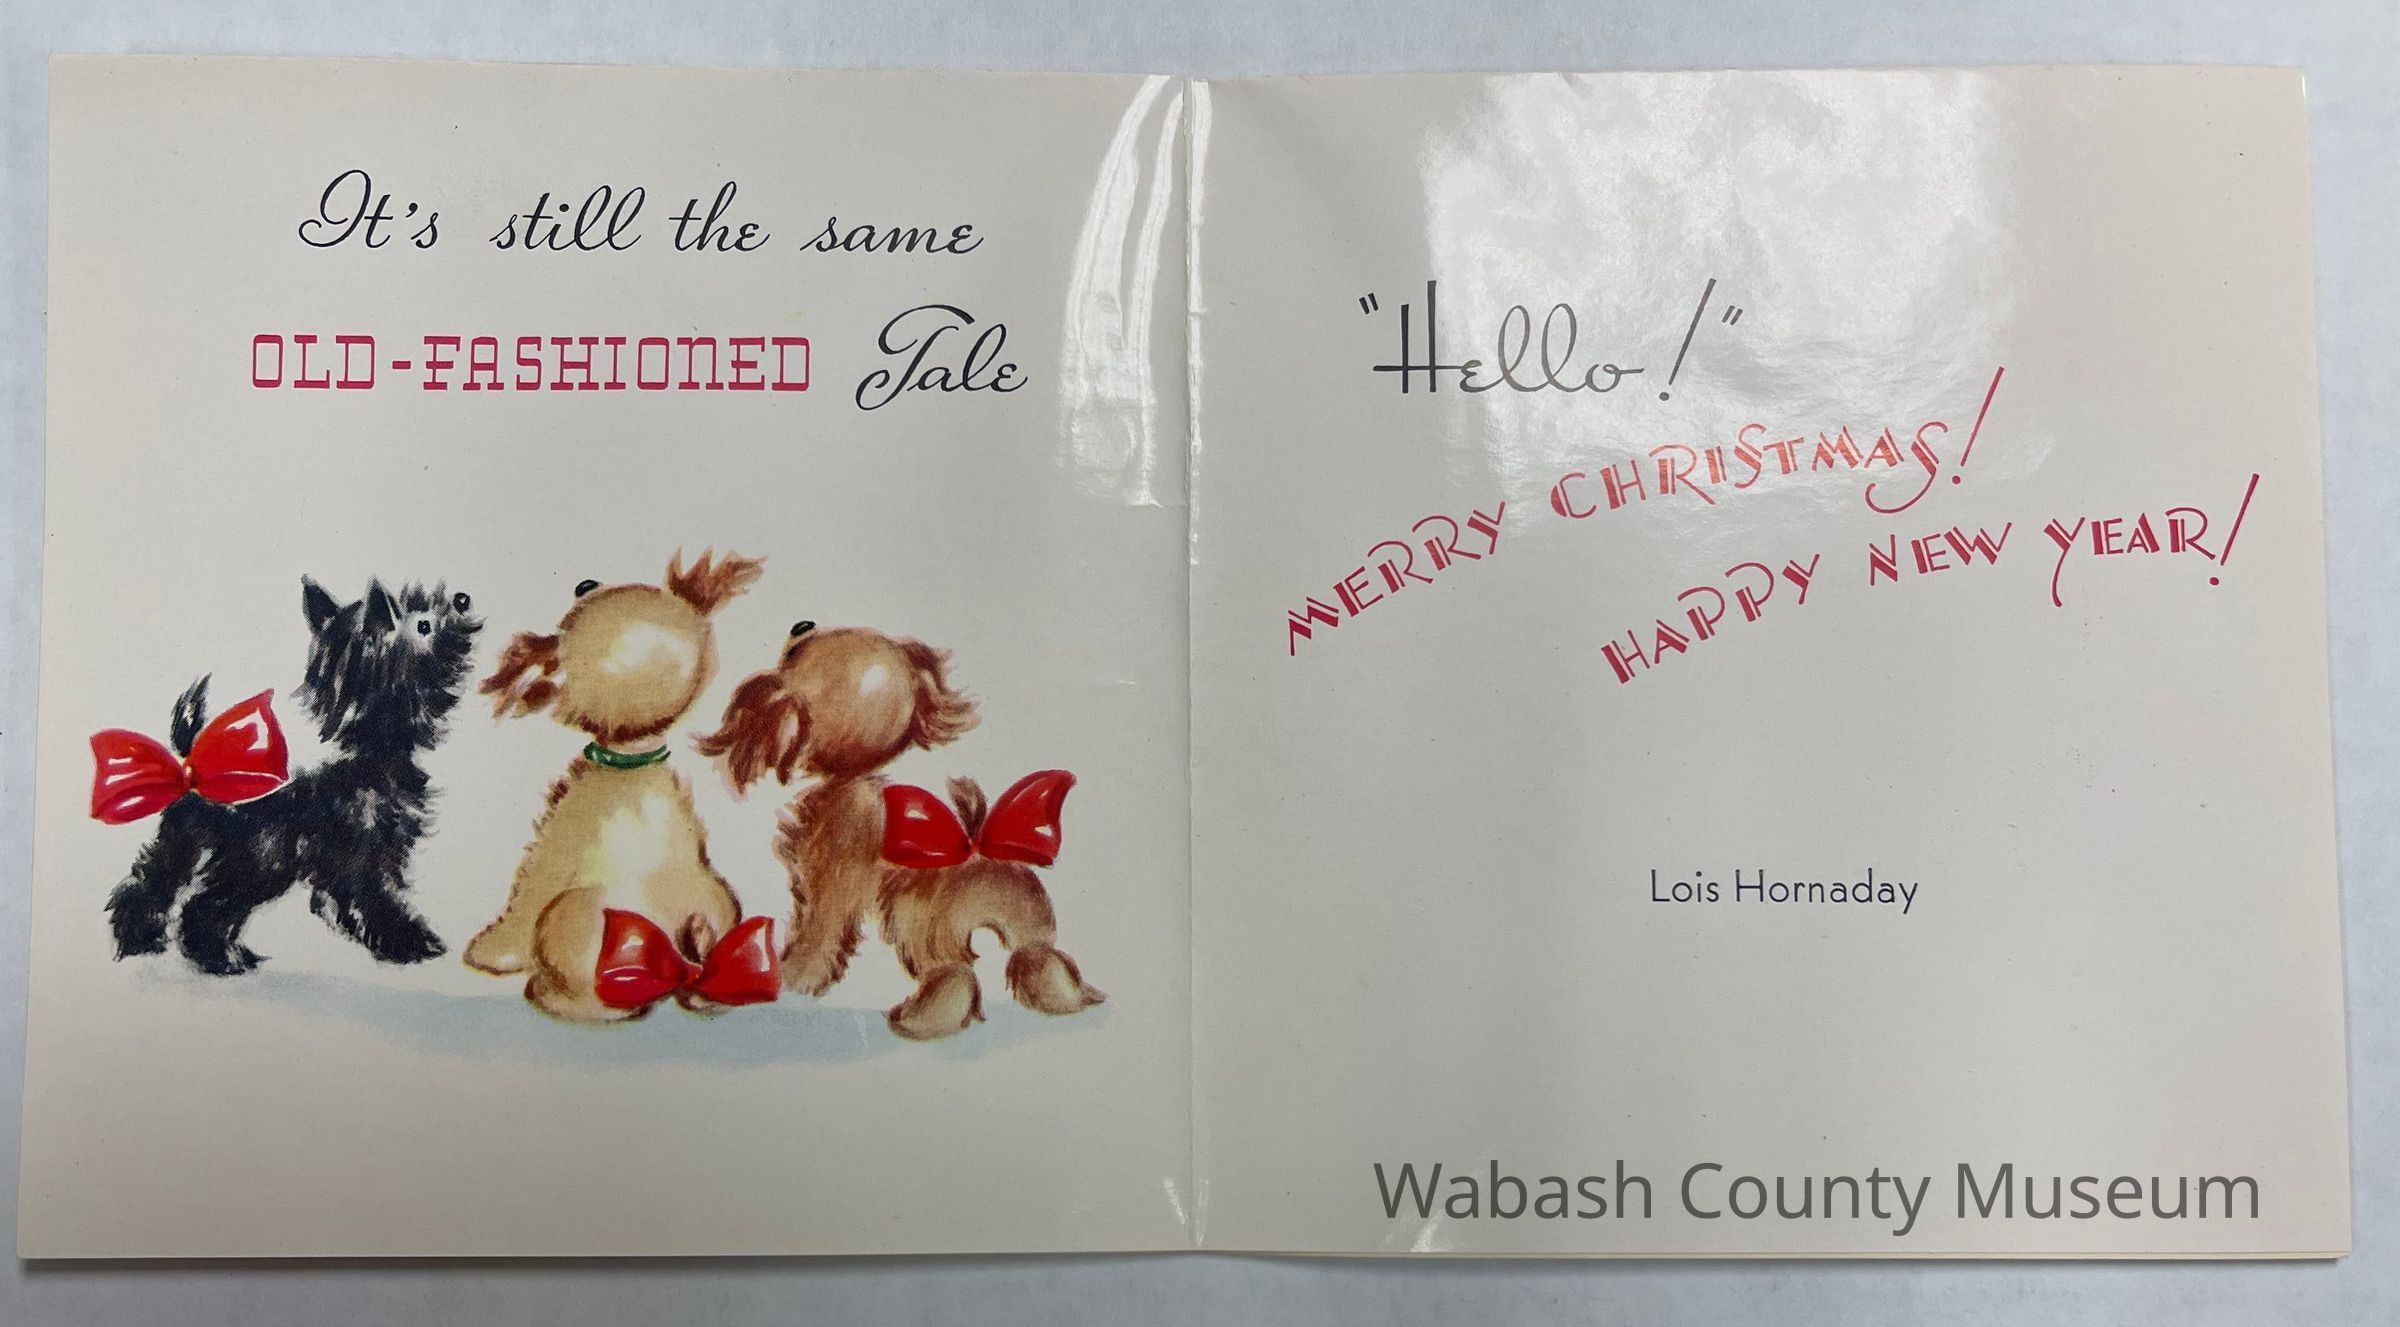 It's still the same
OLD-FASHIONED Tale
"Hello!"
MERRY CHRISTMAS!
HAPPY NEW YEAR!
Lois Hornaday
Wabash County Museum